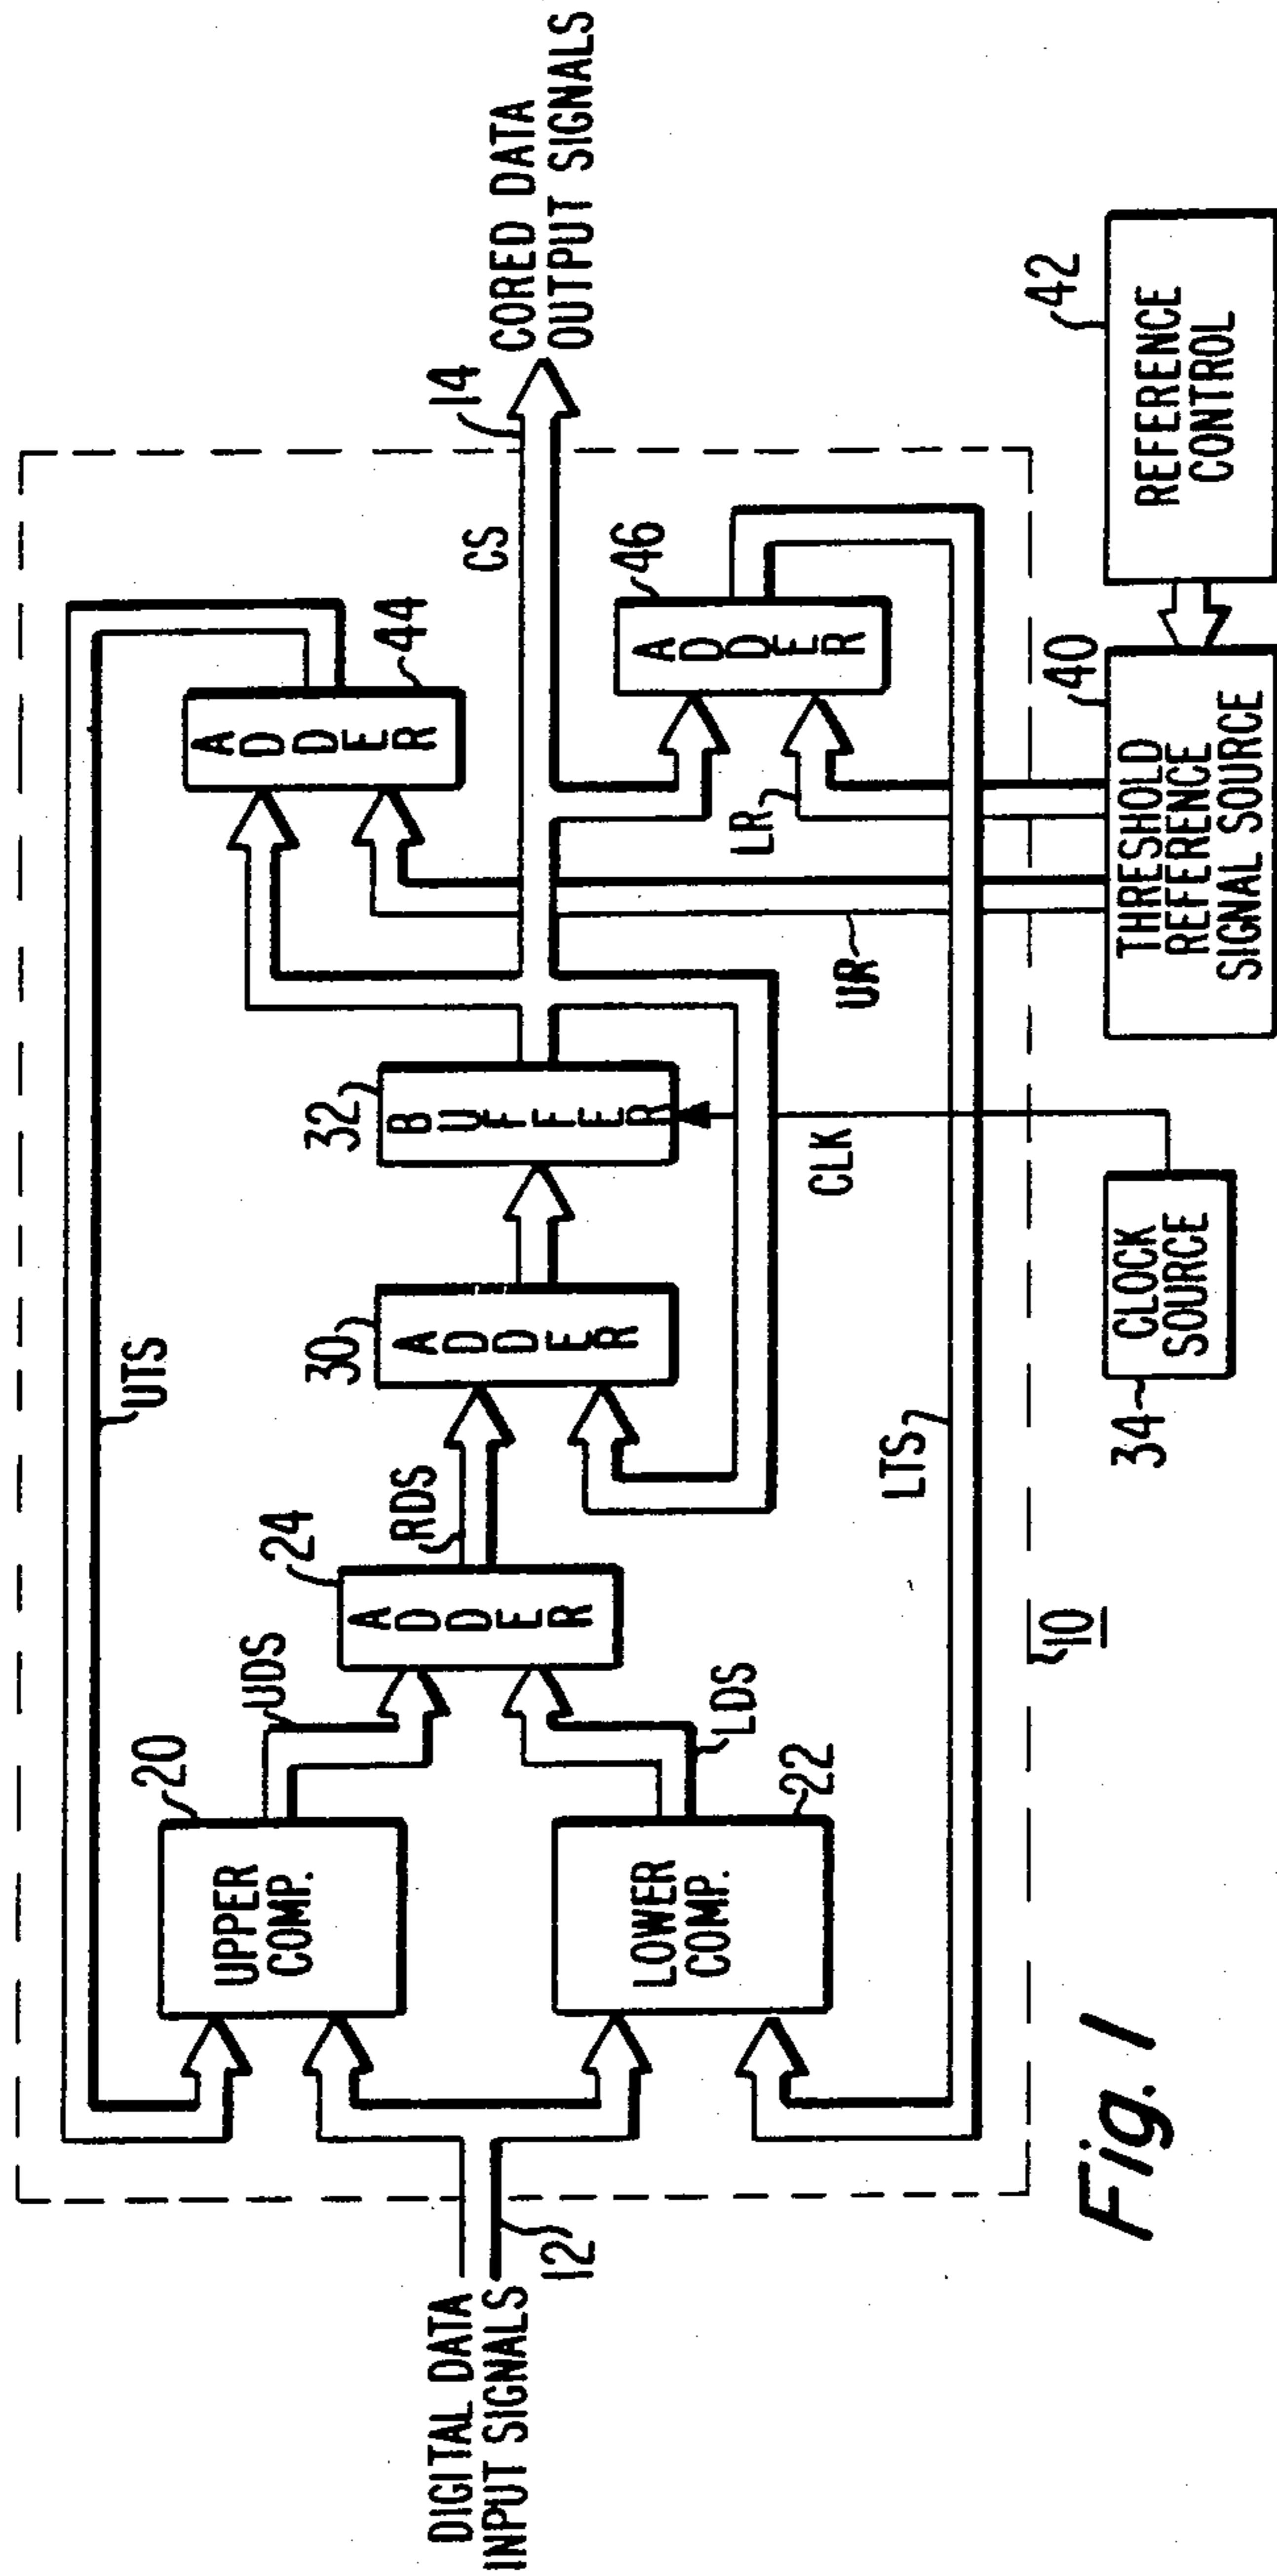 DIGITAL DATA
INPUT SIGNALS
12
UPPER
COMP.
20
LOWER
COMP.
22
UDS
LDS
24
ADDER
RDS
UTS
30
ADDER
32
BUFFER
CLK
LTS
UR
LR
44
ADDER
46
ADDER
CS
14
CORED DATA
OUTPUT SIGNALS
10
34
CLOCK
SOURCE
40
THRESHOLD
REFERENCE
SIGNAL SOURCE
42
REFERENCE
CONTROL
Fig. 1